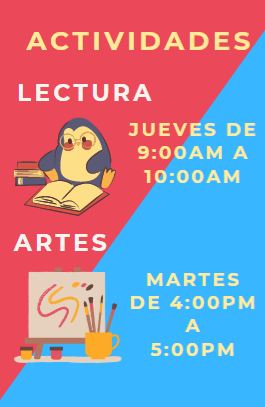 ACTIVIDADES
LECTURA
JUEVES DE
9:00AM A
10:00AM
ARTES
MARTES
DE 4:00PM
A
5:00PM